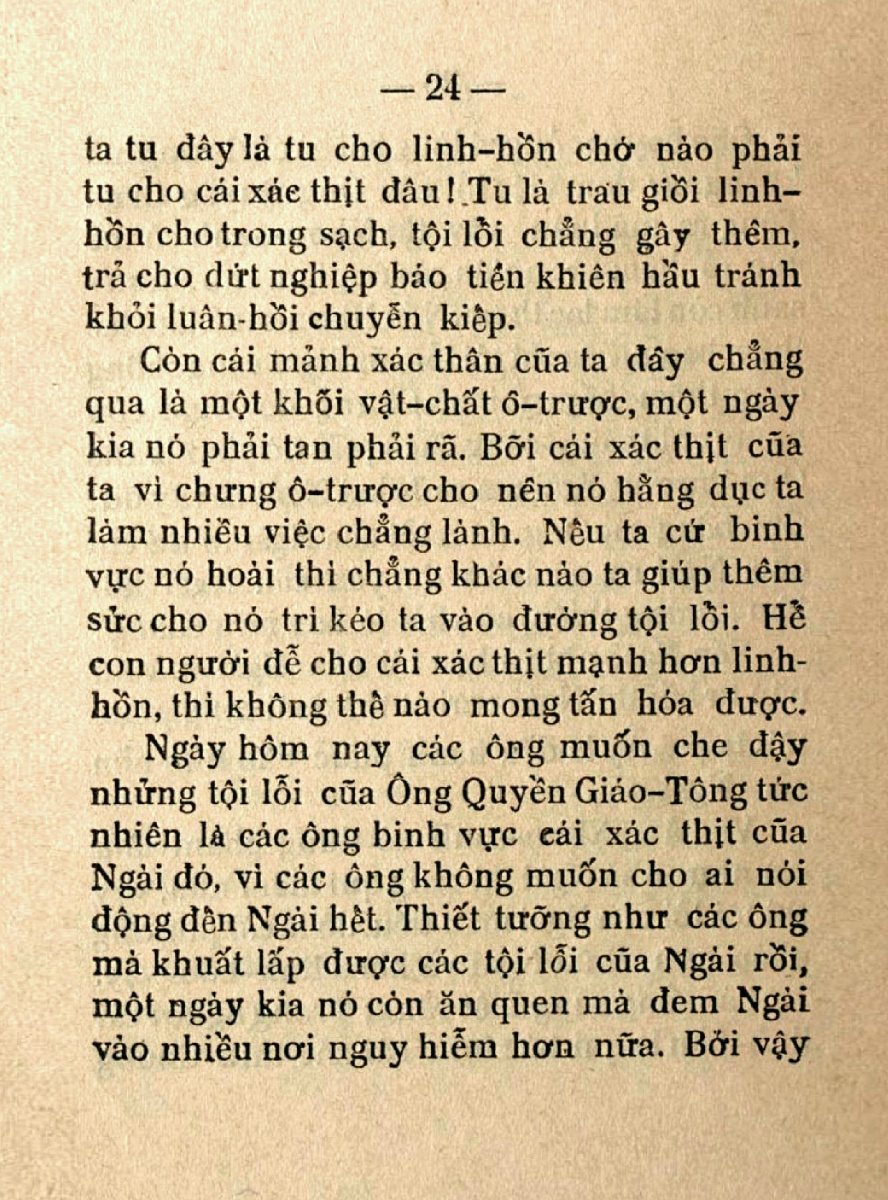 — 24 —
ta tu đây là tu cho linh-hồn chớ nào phải
tu cho cái xác thịt đâu! Tu là trau giồi linh-
hồn cho trong sạch, tội lồi chẳng gây thêm,
trả cho dứt nghiệp báo tiền khiên hầu tránh
khỏi luân-hồi chuyễn kiếp.
Còn cái mảnh xác thân cũa ta đây chẳng
qua là một khối vật-chất ô-trược, một ngày
kia nó phải tan phải rã. Bỡi cái xác thịt cũa
ta vì chưng ô-trược cho nên nó hằng dục ta
làm nhiều việc chẳng lành. Nếu ta cứ binh
vực nó hoài thì chẳng khác nào ta giúp thêm
sức cho nó trì kéo ta vào đường tội lồi. Hề
con người đễ cho cái xác thịt mạnh hơn linh-
hồn, thì không thể nào mong tấn hóa được.
Ngày hôm nay các ông muốn che đậy
những tội lỗi cũa Ông Quyền Giáo-Tông tức
nhiên là các ông binh vực cái xác thịt cũa
Ngài đó, vì các ông không muốn cho ai nói
động đến Ngài hết. Thiết tưỡng như các ông
mà khuất lấp được các tội lỗi cũa Ngài rồi,
một ngày kia nó còn ăn quen mà đem Ngài
vào nhiều nơi nguy hiễm hơn nữa. Bởi vậy